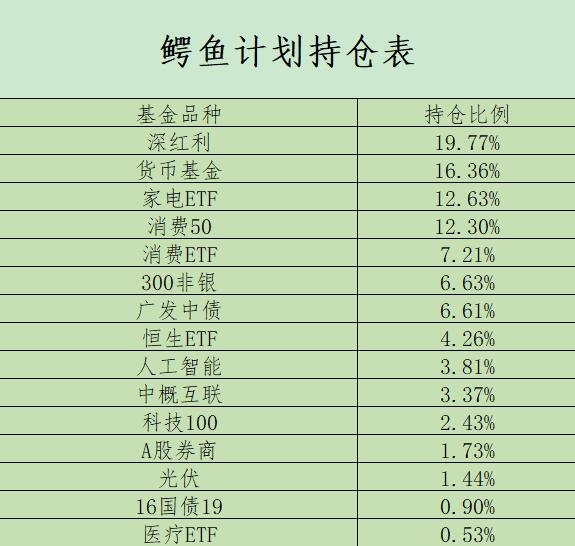 鳄鱼计划持仓表
基金品种 持仓比例
深红利 19.77%
货币基金 16.36%
家电ETF 12.63%
消费50 12.30%
消费ETF 7.21%
300非银 6.63%
广发中债 6.61%
恒生ETF 4.26%
人工智能 3.81%
中概互联 3.37%
科技100 2.43%
A股券商 1.73%
光伏 1.44%
16国债19 0.90%
医疗ETF 0.53%